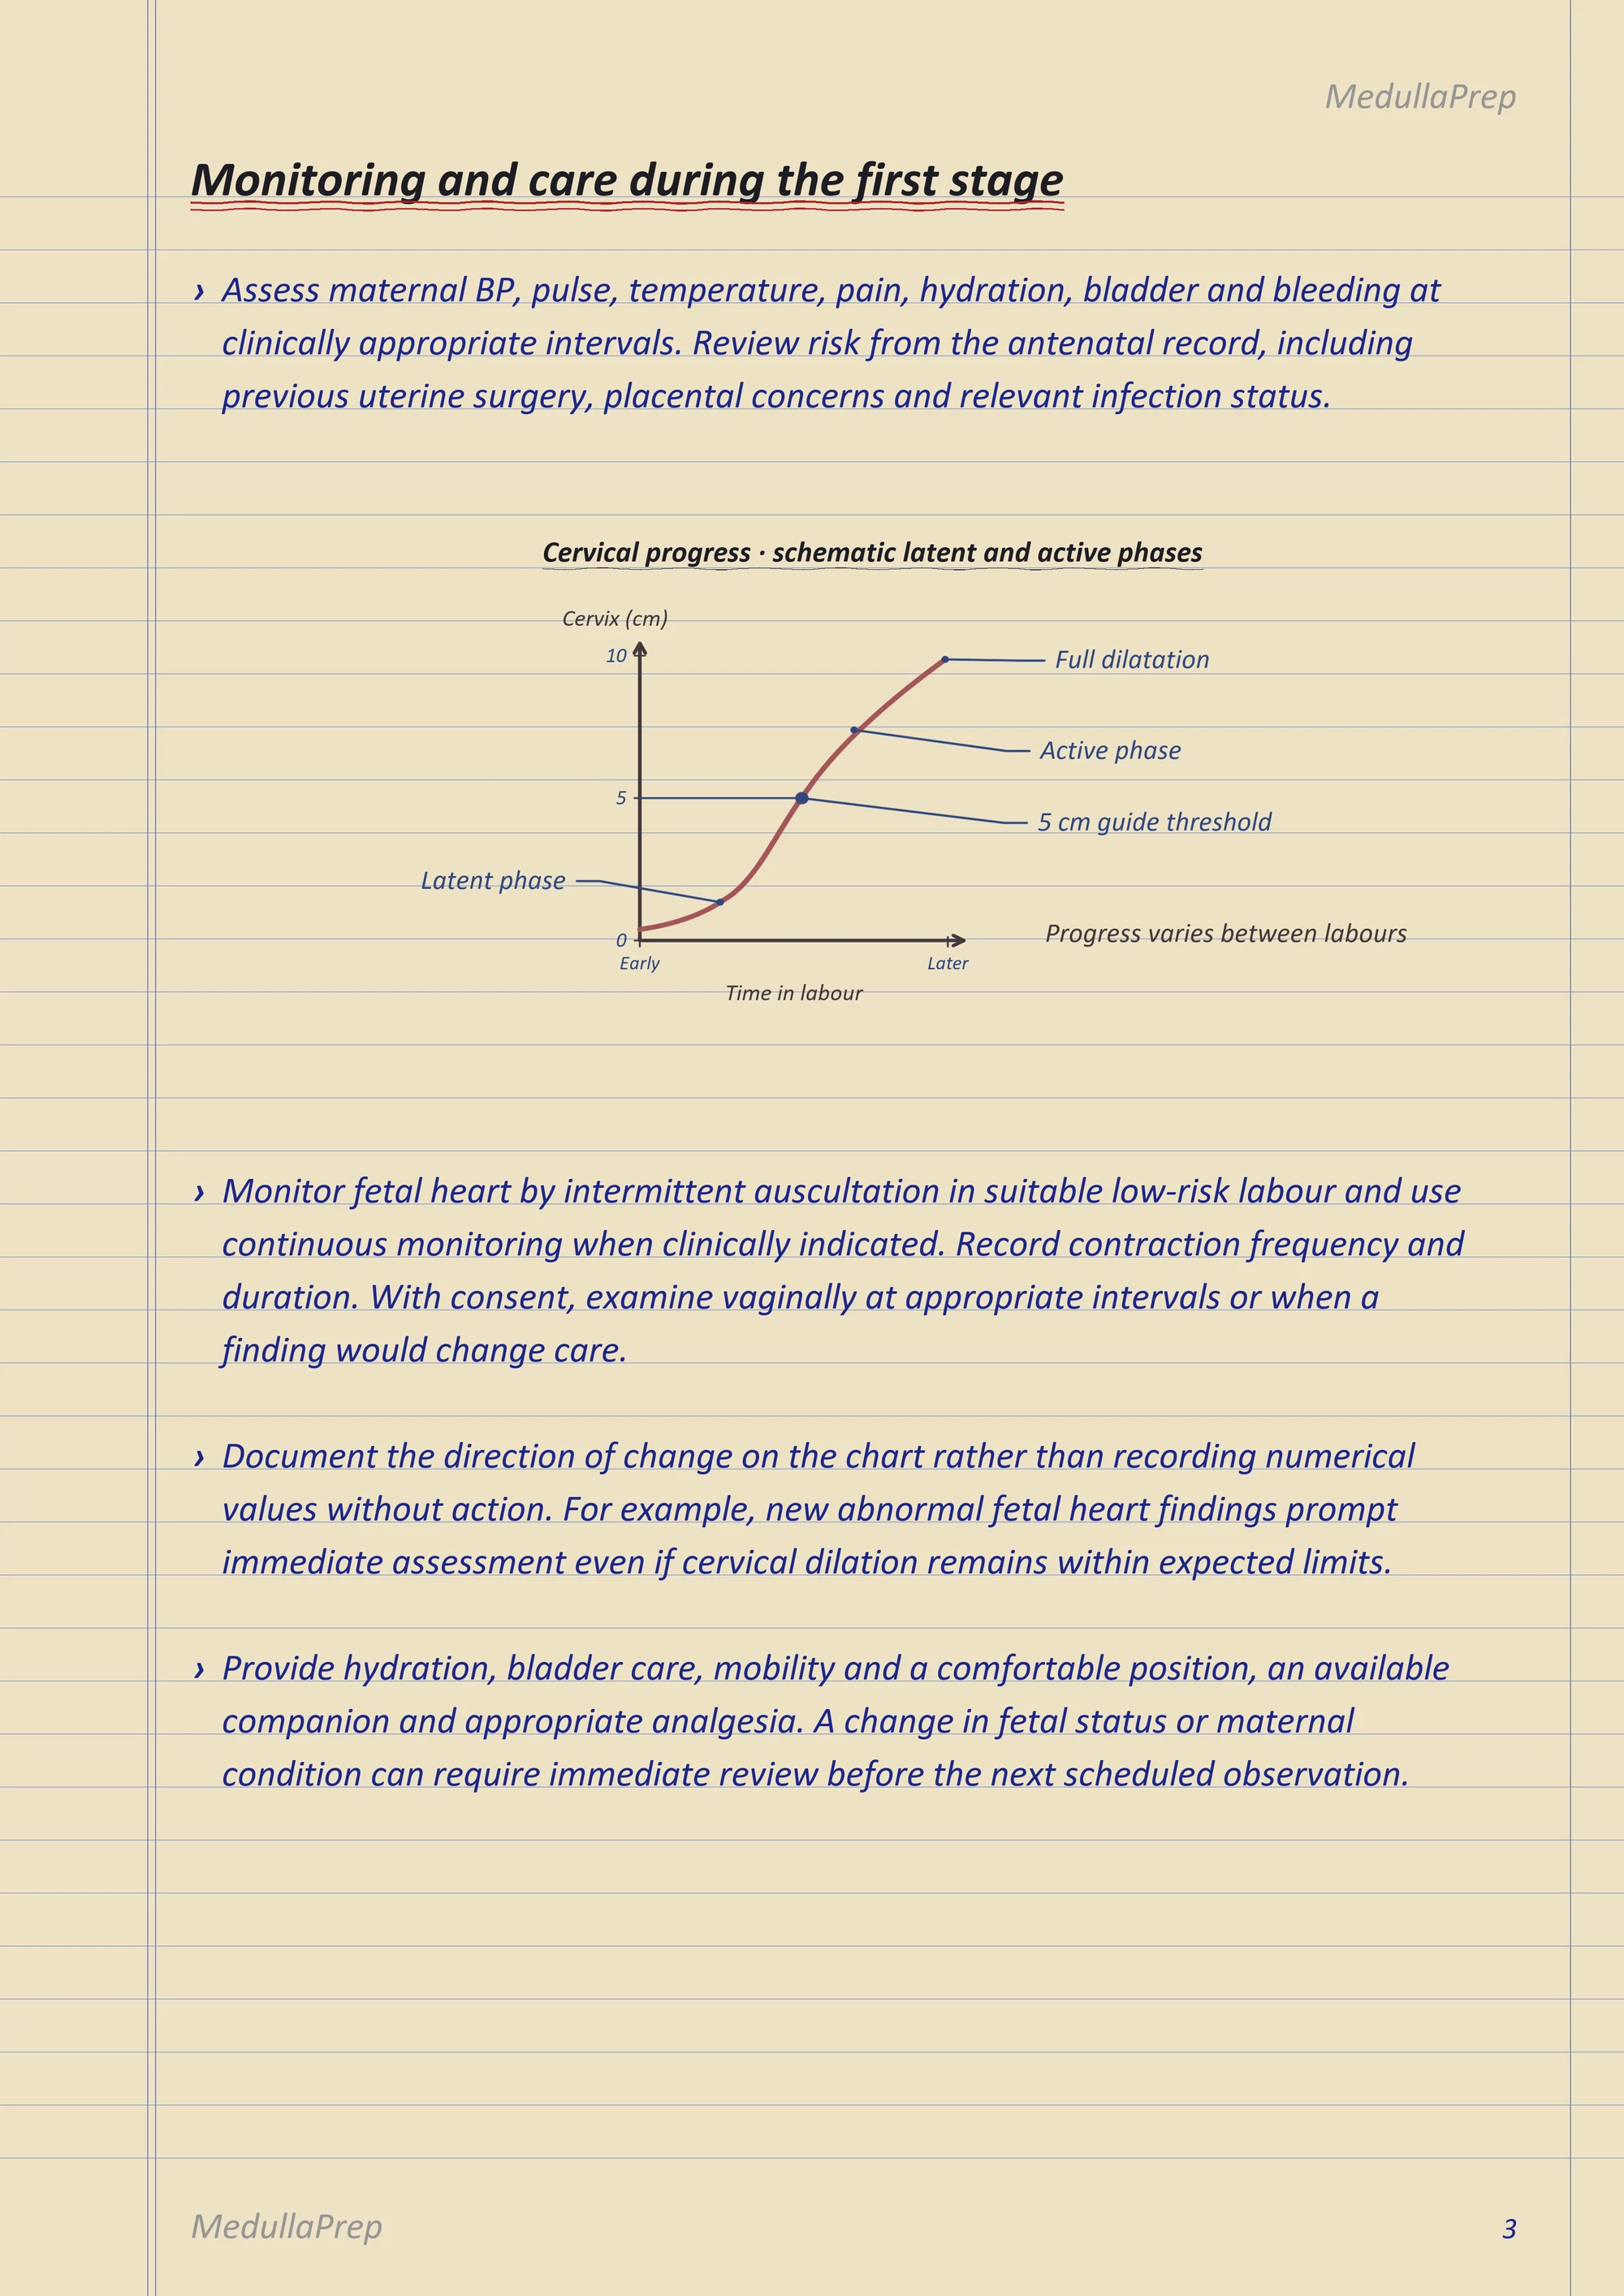 MedullaPrep
Monitoring and care during the first stage
› Assess maternal BP, pulse, temperature, pain, hydration, bladder and bleeding at
clinically appropriate intervals. Review risk from the antenatal record, including
previous uterine surgery, placental concerns and relevant infection status.
Cervical progress · schematic latent and active phases
Cervix (cm)
10
Full dilatation
Active phase
5
5 cm guide threshold
Latent phase
Progress varies between labours
0
Early
Later
Time in labour
› Monitor fetal heart by intermittent auscultation in suitable low-risk labour and use
continuous monitoring when clinically indicated. Record contraction frequency and
duration. With consent, examine vaginally at appropriate intervals or when a
finding would change care.
› Document the direction of change on the chart rather than recording numerical
values without action. For example, new abnormal fetal heart findings prompt
immediate assessment even if cervical dilation remains within expected limits.
› Provide hydration, bladder care, mobility and a comfortable position, an available
companion and appropriate analgesia. A change in fetal status or maternal
condition can require immediate review before the next scheduled observation.
MedullaPrep
3